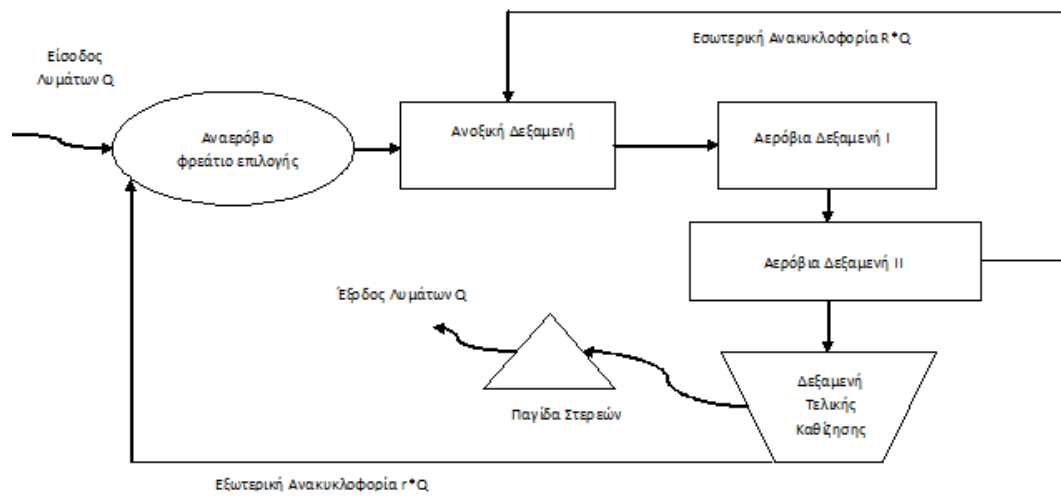 Εσωτερική Ανακυκλοφορία R*Q
Είσοδος
Λυμάτων Q
Αναερόβιο
φρεάτιο επιλογής
Ανοξική Δεξαμενή
Αερόβια Δεξαμενή I
Αερόβια Δεξαμενή II
Έξοδος Λυμάτων Q
Παγίδα Στερεών
Δεξαμενή
Τελικής
Καθίζησης
Εξωτερική Ανακυκλοφορία r*Q